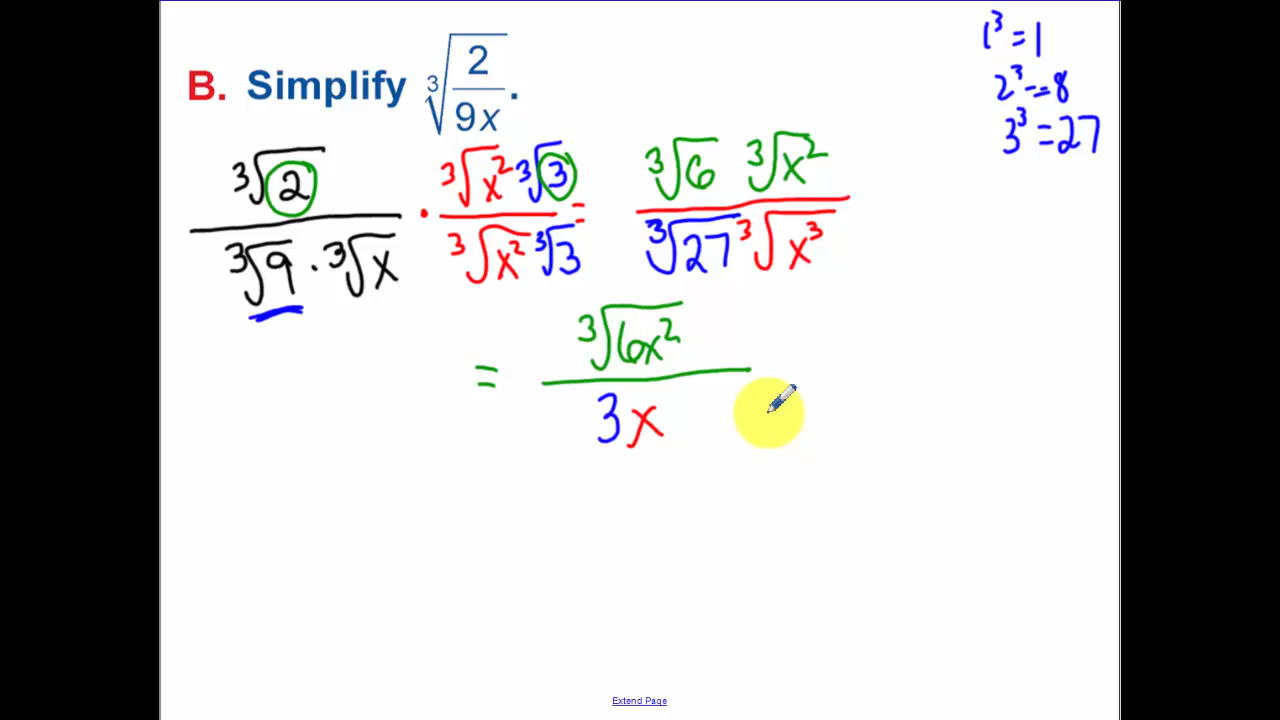 B. Simplify ∛(2/(9x)).
1³ = 1
2³ = 8
3³ = 27
(∛2)/(∛9 · ∛x) · (∛x² ∛3)/(∛x² ∛3) = (∛6 ∛x²)/(∛27 ∛x³)
= (∛(6x²))/(3x)
Extend Page